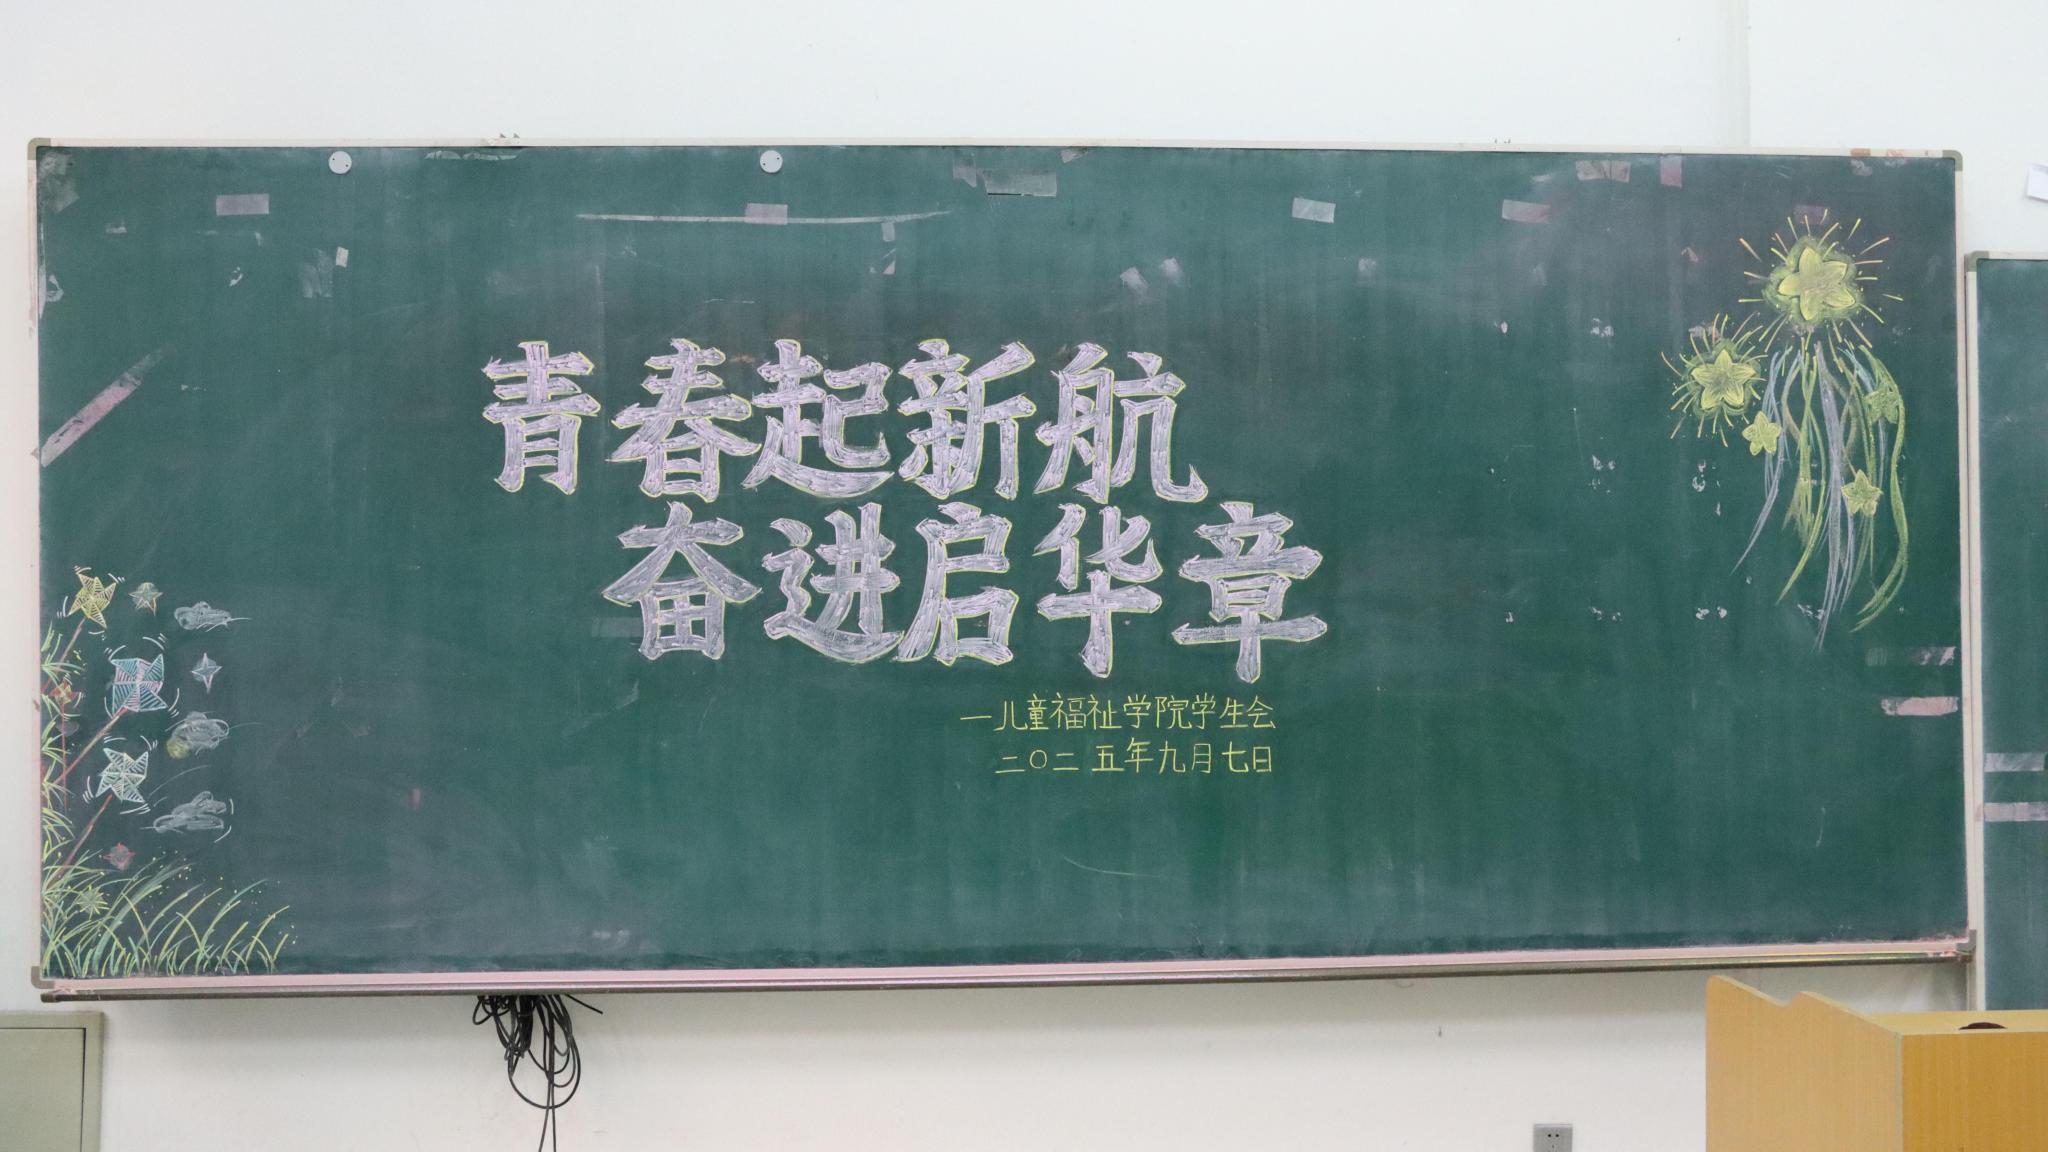 青春起新航
奋进启华章
一儿童福祉学院学生会
二〇二五年九月七日